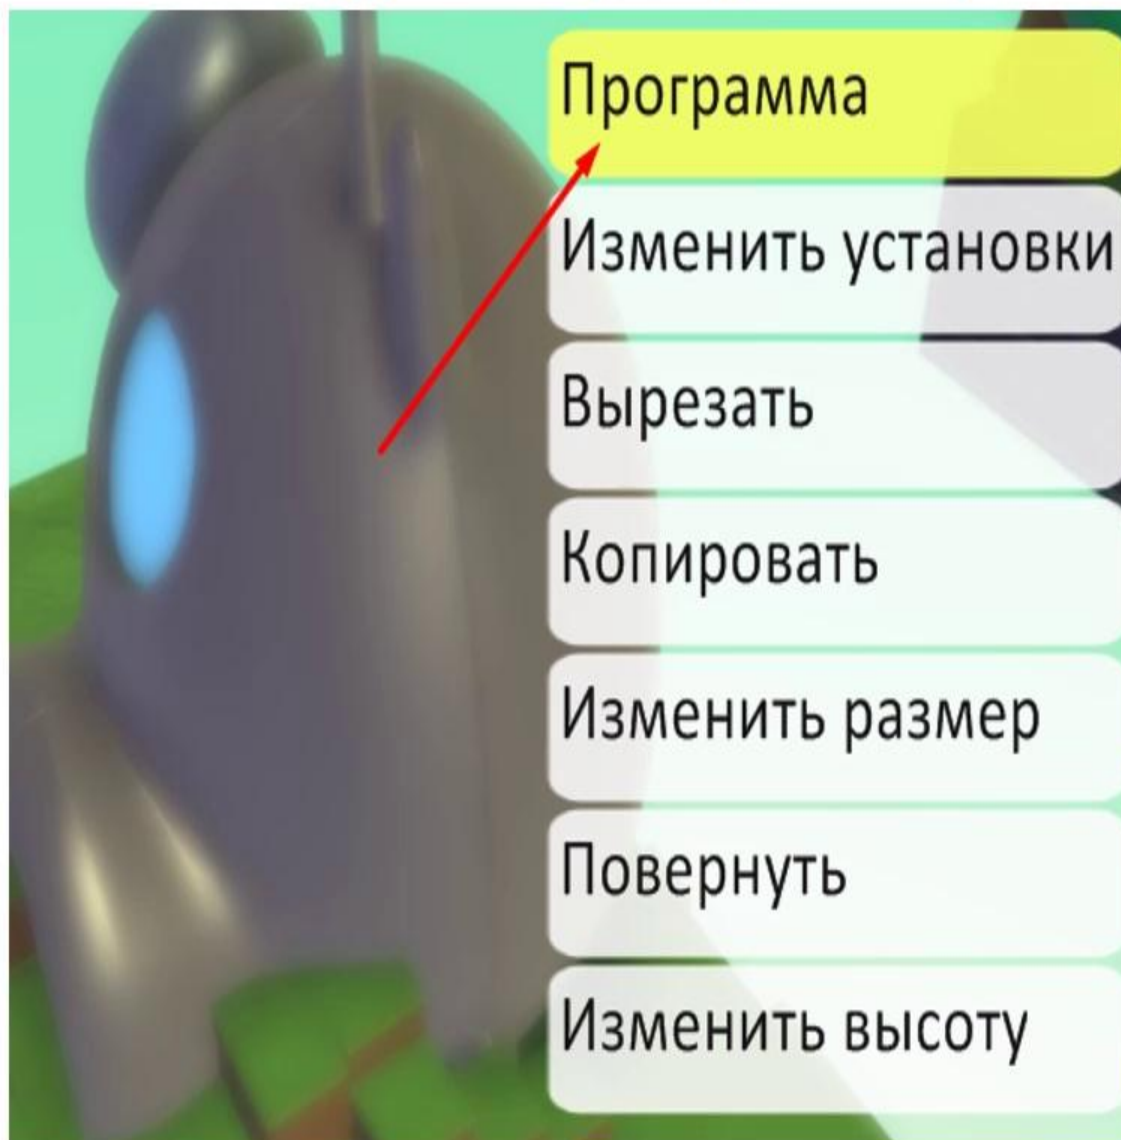 Программа
Изменить установки
Вырезать
Копировать
Изменить размер
Повернуть
Изменить высоту